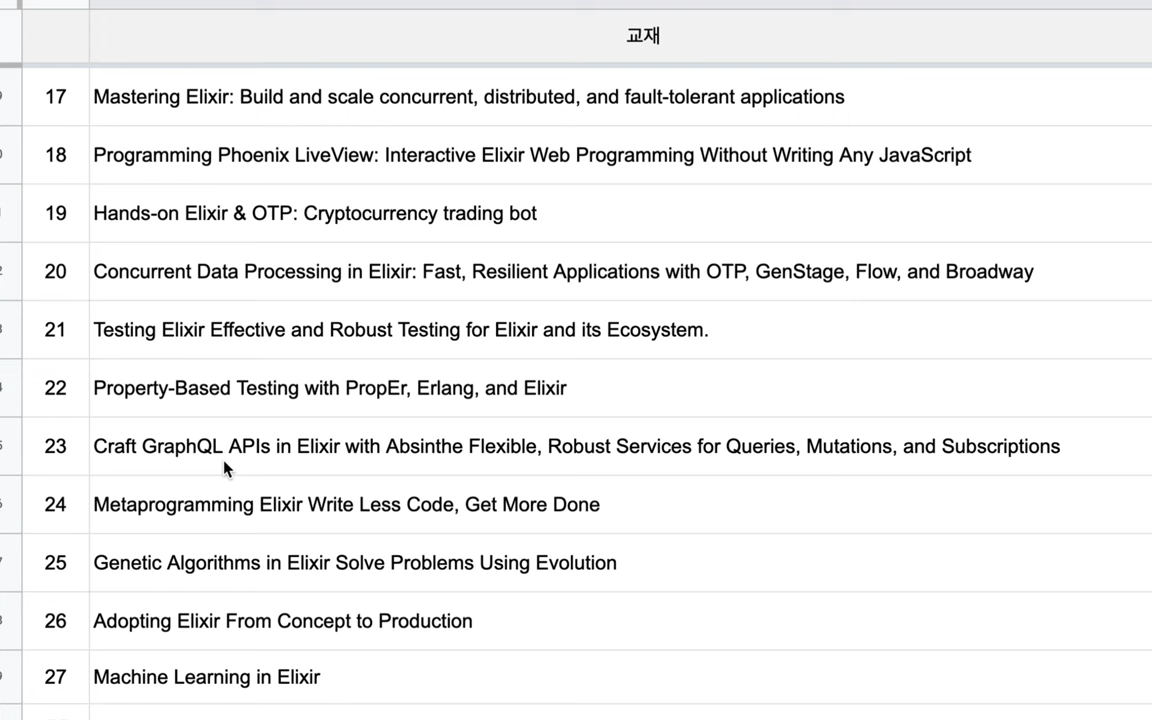 교재
17 Mastering Elixir: Build and scale concurrent, distributed, and fault-tolerant applications
18 Programming Phoenix LiveView: Interactive Elixir Web Programming Without Writing Any JavaScript
19 Hands-on Elixir & OTP: Cryptocurrency trading bot
20 Concurrent Data Processing in Elixir: Fast, Resilient Applications with OTP, GenStage, Flow, and Broadway
21 Testing Elixir Effective and Robust Testing for Elixir and its Ecosystem.
22 Property-Based Testing with PropEr, Erlang, and Elixir
23 Craft GraphQL APIs in Elixir with Absinthe Flexible, Robust Services for Queries, Mutations, and Subscriptions
24 Metaprogramming Elixir Write Less Code, Get More Done
25 Genetic Algorithms in Elixir Solve Problems Using Evolution
26 Adopting Elixir From Concept to Production
27 Machine Learning in Elixir